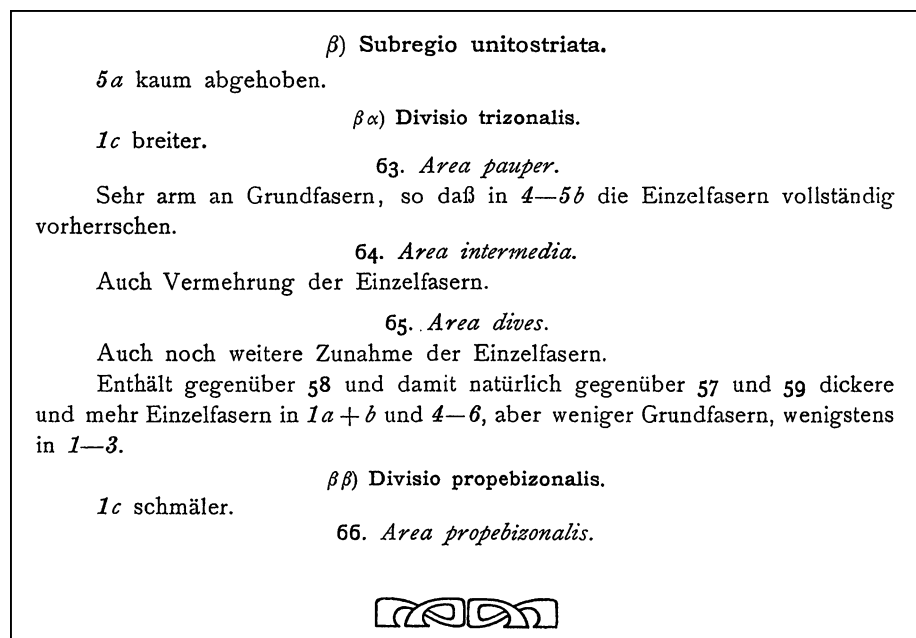 β) Subregio unitostriata.
5a kaum abgehoben.
βα) Divisio trizonalis.
1c breiter.
63. Area pauper.
Sehr arm an Grundfasern, so daß in 4—5b die Einzelfasern vollständig
vorherrschen.
64. Area intermedia.
Auch Vermehrung der Einzelfasern.
65. Area dives.
Auch noch weitere Zunahme der Einzelfasern.
Enthält gegenüber 58 und damit natürlich gegenüber 57 und 59 dickere
und mehr Einzelfasern in 1a+b und 4—6, aber weniger Grundfasern, wenigstens
in 1—3.
ββ) Divisio propebizonalis.
1c schmäler.
66. Area propebizonalis.